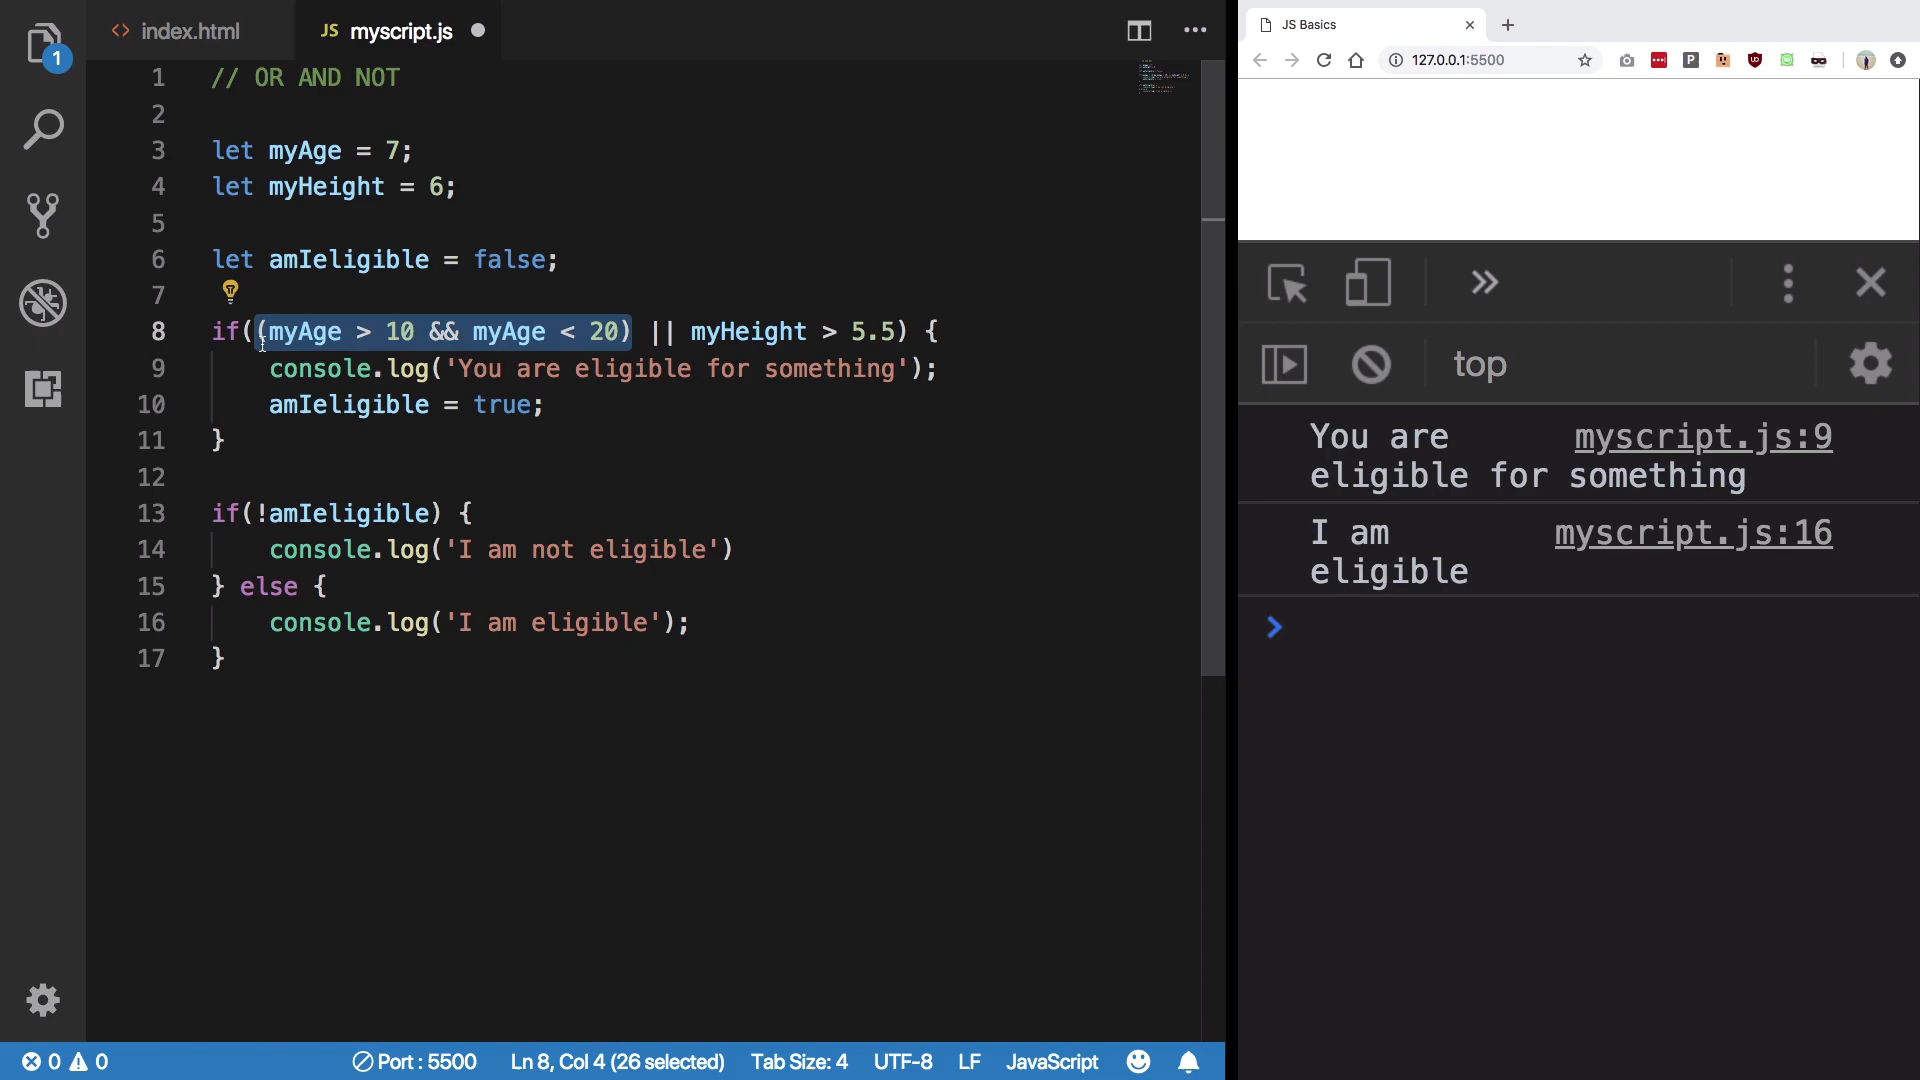 1
index.html
JS myscript.js
1 // OR AND NOT
2
3 let myAge = 7;
4 let myHeight = 6;
5
6 let amIeligible = false;
7
8 if((myAge > 10 && myAge < 20) || myHeight > 5.5) {
9 console.log('You are eligible for something');
10 amIeligible = true;
11 }
12
13 if(!amIeligible) {
14 console.log('I am not eligible')
15 } else {
16 console.log('I am eligible');
17 }
0 0 Port : 5500 Ln 8, Col 4 (26 selected) Tab Size: 4 UTF-8 LF JavaScript
JS Basics
127.0.0.1:5500
top
You are myscript.js:9
eligible for something
I am myscript.js:16
eligible